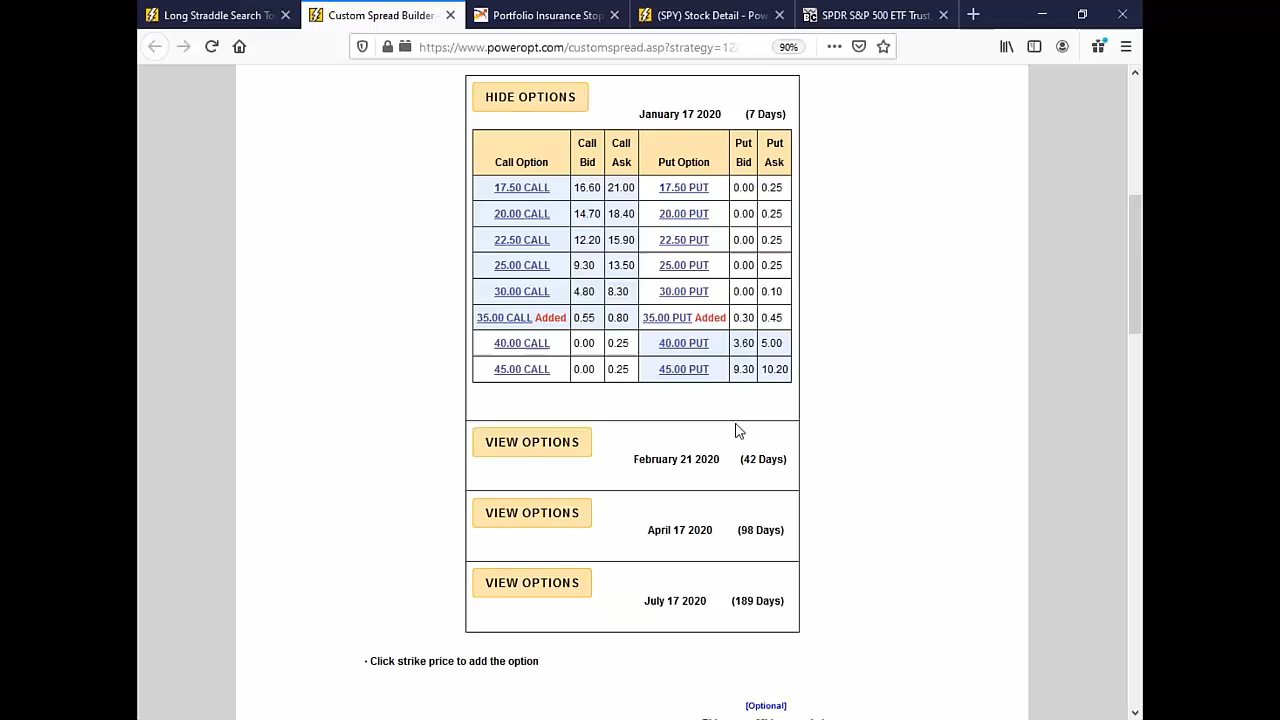 Long Straddle Search To
Custom Spread Builder -
Portfolio Insurance Stop
(SPY) Stock Detail - Pow
SPDR S&P 500 ETF Trust
https://www.poweropt.com/customspread.asp?strategy=12
90%
HIDE OPTIONS
January 17 2020 (7 Days)
Call Option Call Bid Call Ask Put Option Put Bid Put Ask
17.50 CALL 16.60 21.00 17.50 PUT 0.00 0.25
20.00 CALL 14.70 18.40 20.00 PUT 0.00 0.25
22.50 CALL 12.20 15.90 22.50 PUT 0.00 0.25
25.00 CALL 9.30 13.50 25.00 PUT 0.00 0.25
30.00 CALL 4.80 8.30 30.00 PUT 0.00 0.10
35.00 CALL Added 0.55 0.80 35.00 PUT Added 0.30 0.45
40.00 CALL 0.00 0.25 40.00 PUT 3.60 5.00
45.00 CALL 0.00 0.25 45.00 PUT 9.30 10.20
VIEW OPTIONS
February 21 2020 (42 Days)
VIEW OPTIONS
April 17 2020 (98 Days)
VIEW OPTIONS
July 17 2020 (189 Days)
· Click strike price to add the option
[Optional]